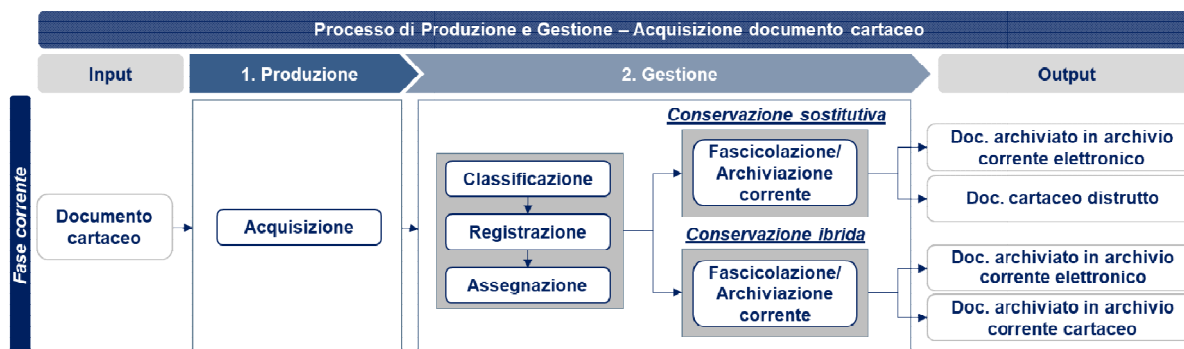 Processo di Produzione e Gestione – Acquisizione documento cartaceo
Input
1. Produzione
2. Gestione
Output
Fase corrente
Documento
cartaceo
Acquisizione
Classificazione
Registrazione
Assegnazione
Conservazione sostitutiva
Fascicolazione/
Archiviazione
corrente
Conservazione ibrida
Fascicolazione/
Archiviazione
corrente
Doc. archiviato in archivio
corrente elettronico
Doc. cartaceo distrutto
Doc. archiviato in archivio
corrente elettronico
Doc. archiviato in archivio
corrente cartaceo